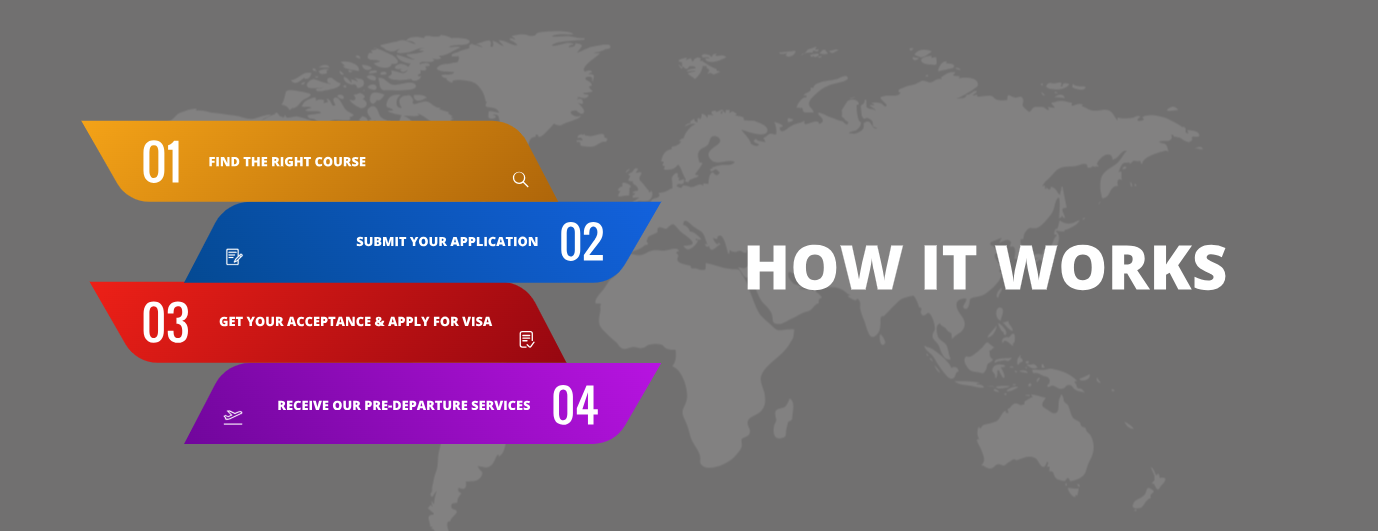 01 FIND THE RIGHT COURSE
SUBMIT YOUR APPLICATION 02
03 GET YOUR ACCEPTANCE & APPLY FOR VISA
RECEIVE OUR PRE-DEPARTURE SERVICES 04
HOW IT WORKS